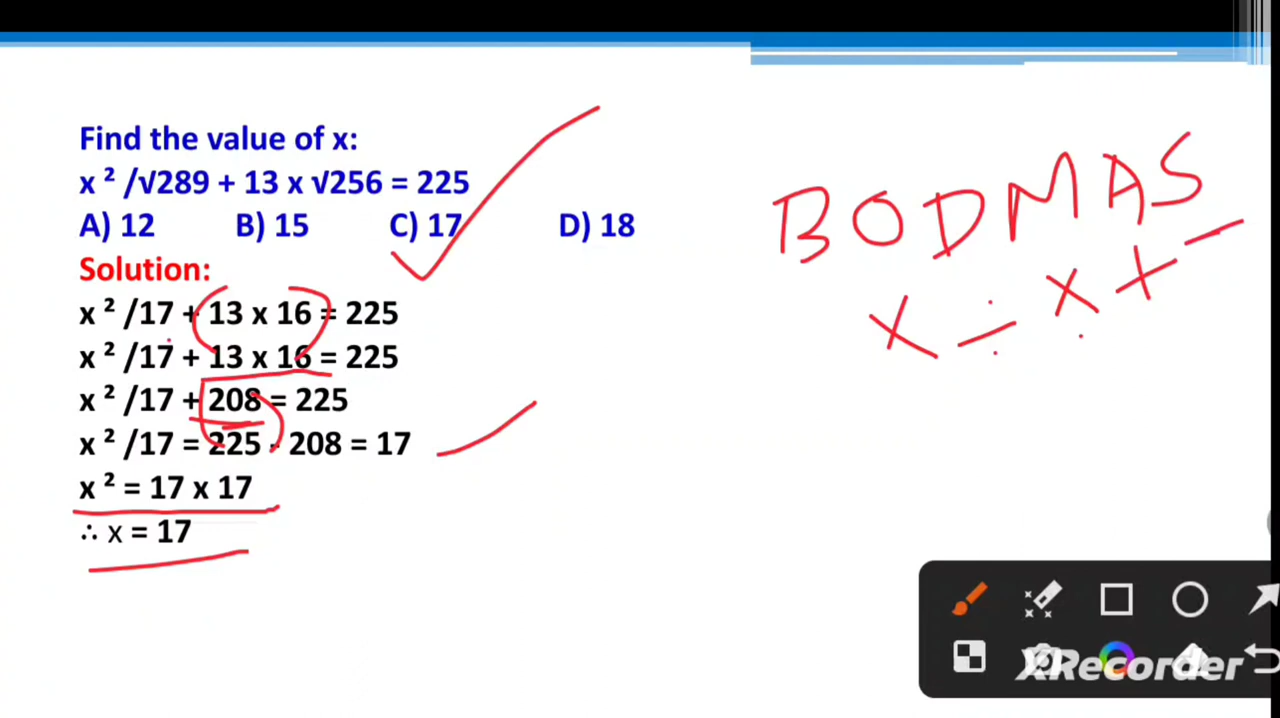 Find the value of x:
x ² /√289 + 13 x √256 = 225
A) 12 B) 15 C) 17 D) 18
Solution:
x ² /17 + 13 x 16 = 225
x ² /17 + 13 x 16 = 225
x ² /17 + 208 = 225
x ² /17 = 225 - 208 = 17
x ² = 17 x 17
∴ x = 17
BODMAS
x ÷ x + −
XRecorder